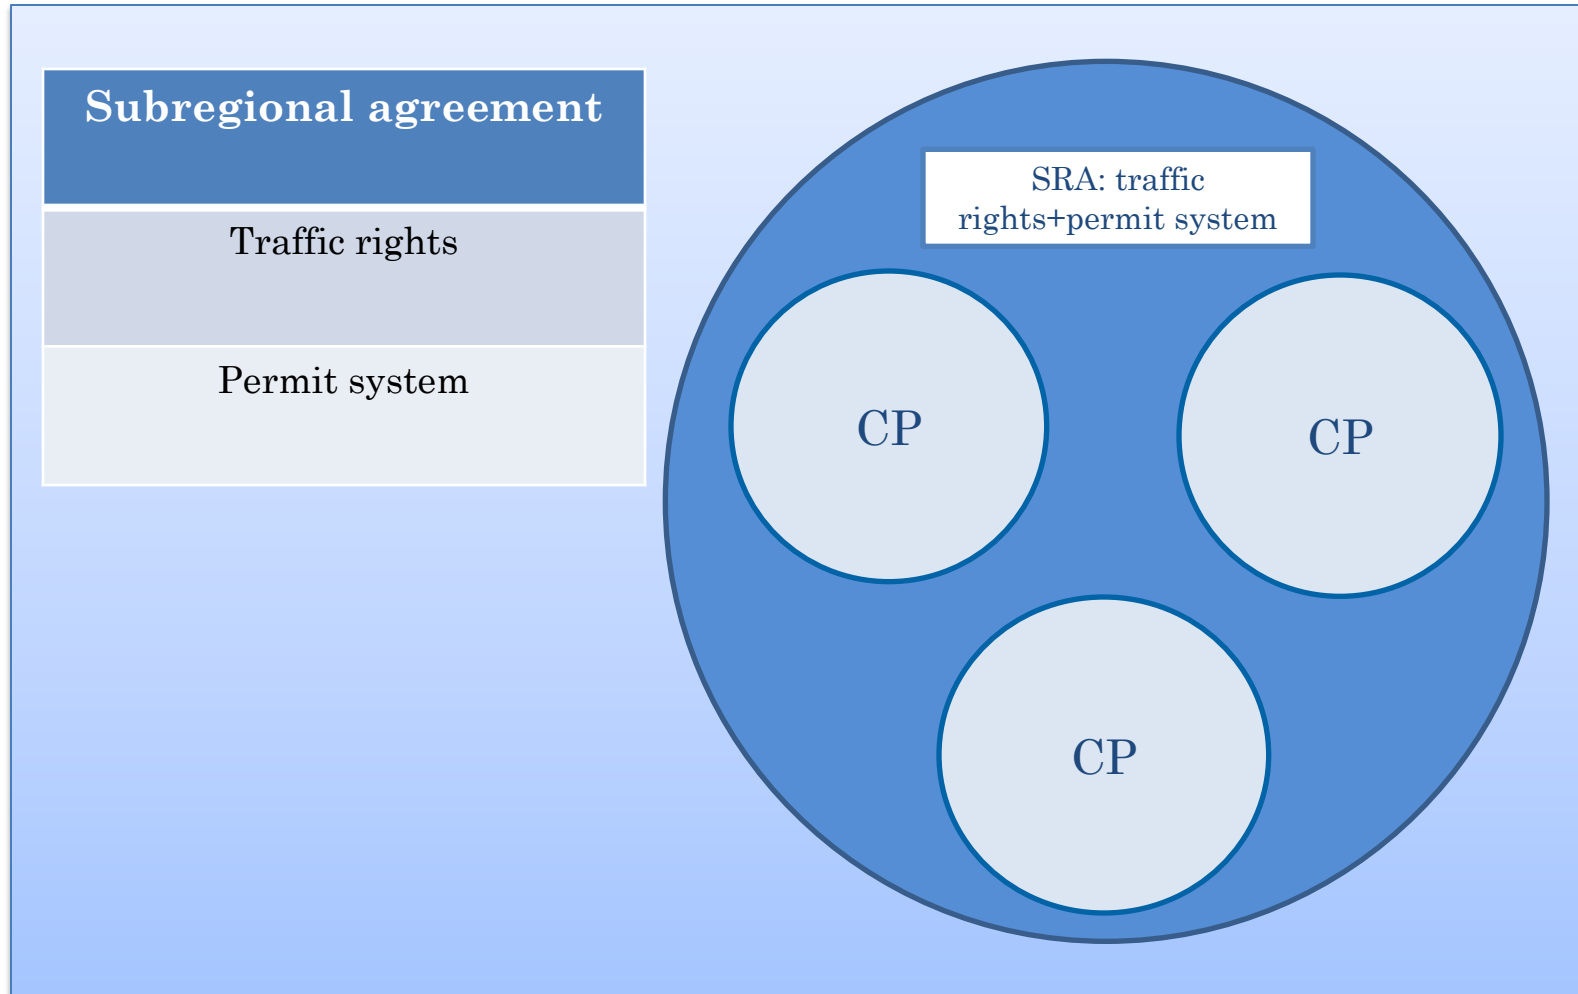 Subregional agreement
Traffic rights
Permit system
SRA: traffic
rights+permit system
CP
CP
CP